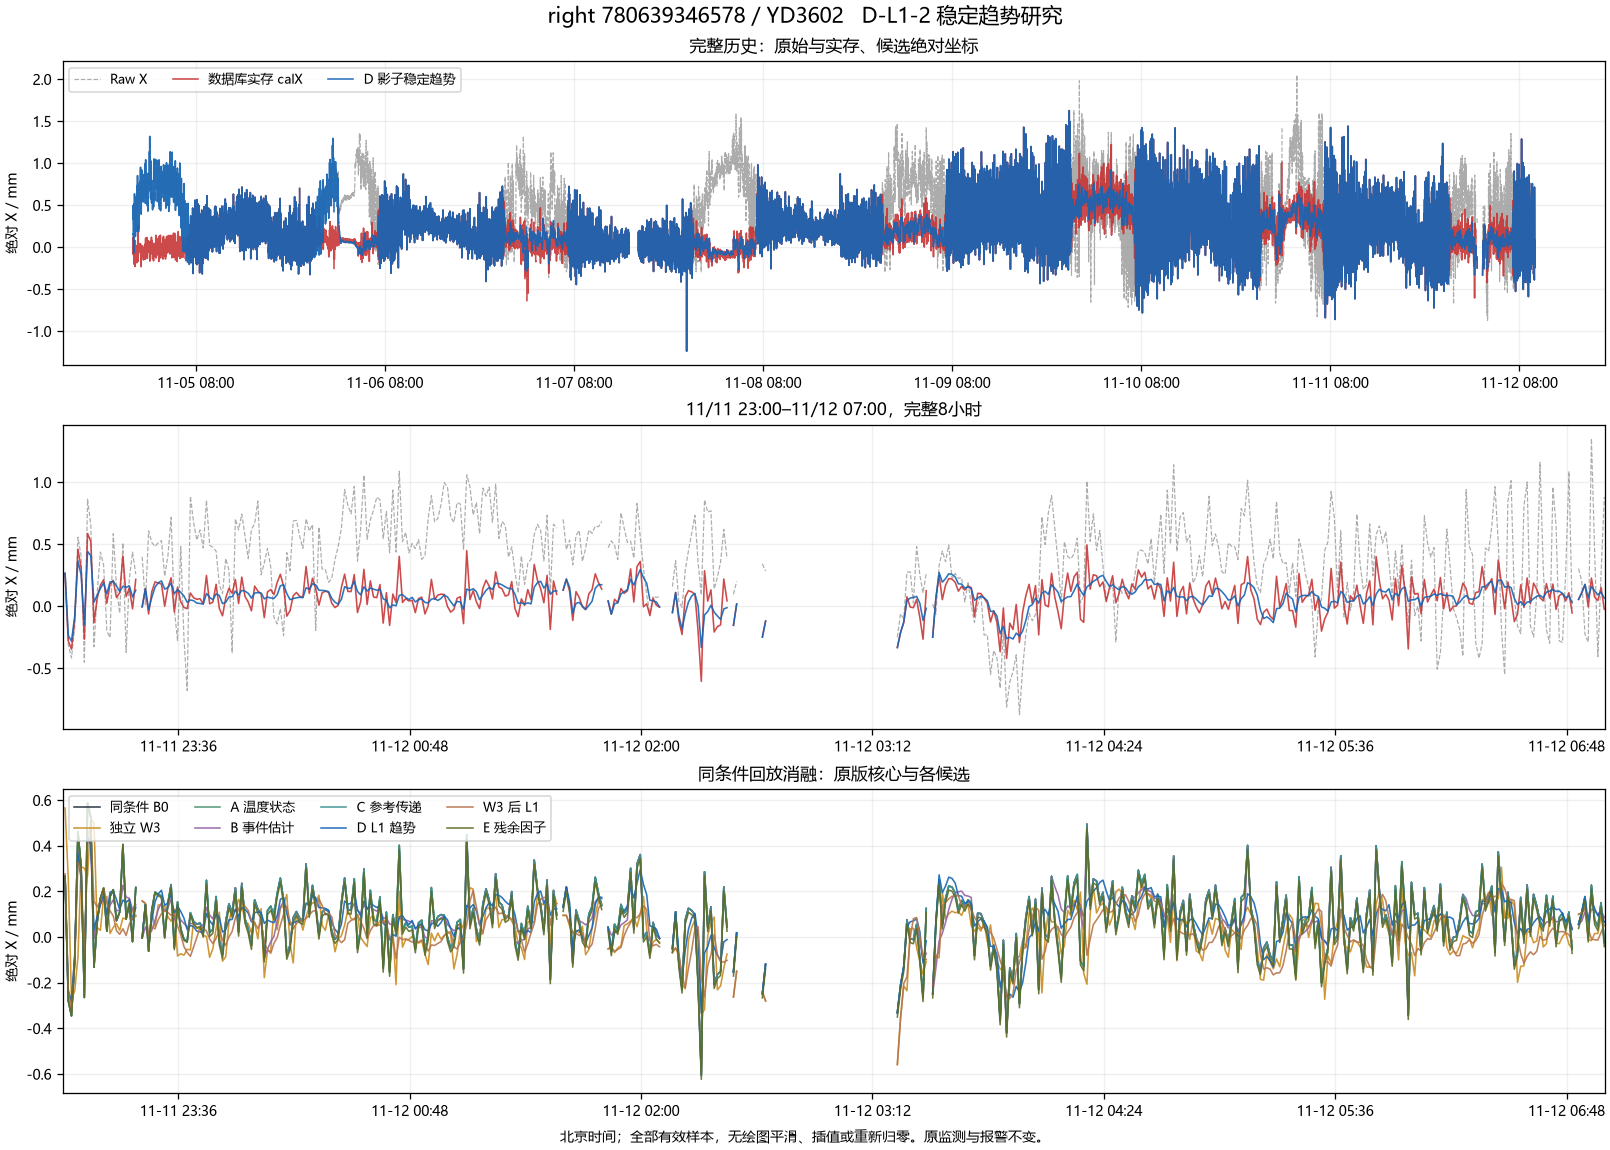 right 780639346578 / YD3602   D-L1-2 稳定趋势研究
完整历史：原始与实存、候选绝对坐标
Raw X
数据库实存 calX
D 影子稳定趋势
绝对 X / mm
2.0
1.5
1.0
0.5
0.0
-0.5
-1.0
11-05 08:00
11-06 08:00
11-07 08:00
11-08 08:00
11-09 08:00
11-10 08:00
11-11 08:00
11-12 08:00
11/11 23:00–11/12 07:00，完整8小时
绝对 X / mm
1.0
0.5
0.0
-0.5
11-11 23:36
11-12 00:48
11-12 02:00
11-12 03:12
11-12 04:24
11-12 05:36
11-12 06:48
同条件回放消融：原版核心与各候选
同条件 B0
A 温度状态
C 参考传递
W3 后 L1
独立 W3
B 事件估计
D L1 趋势
E 残余因子
绝对 X / mm
0.6
0.4
0.2
0.0
-0.2
-0.4
-0.6
11-11 23:36
11-12 00:48
11-12 02:00
11-12 03:12
11-12 04:24
11-12 05:36
11-12 06:48
北京时间；全部有效样本，无绘图平滑、插值或重新归零。原监测与报警不变。